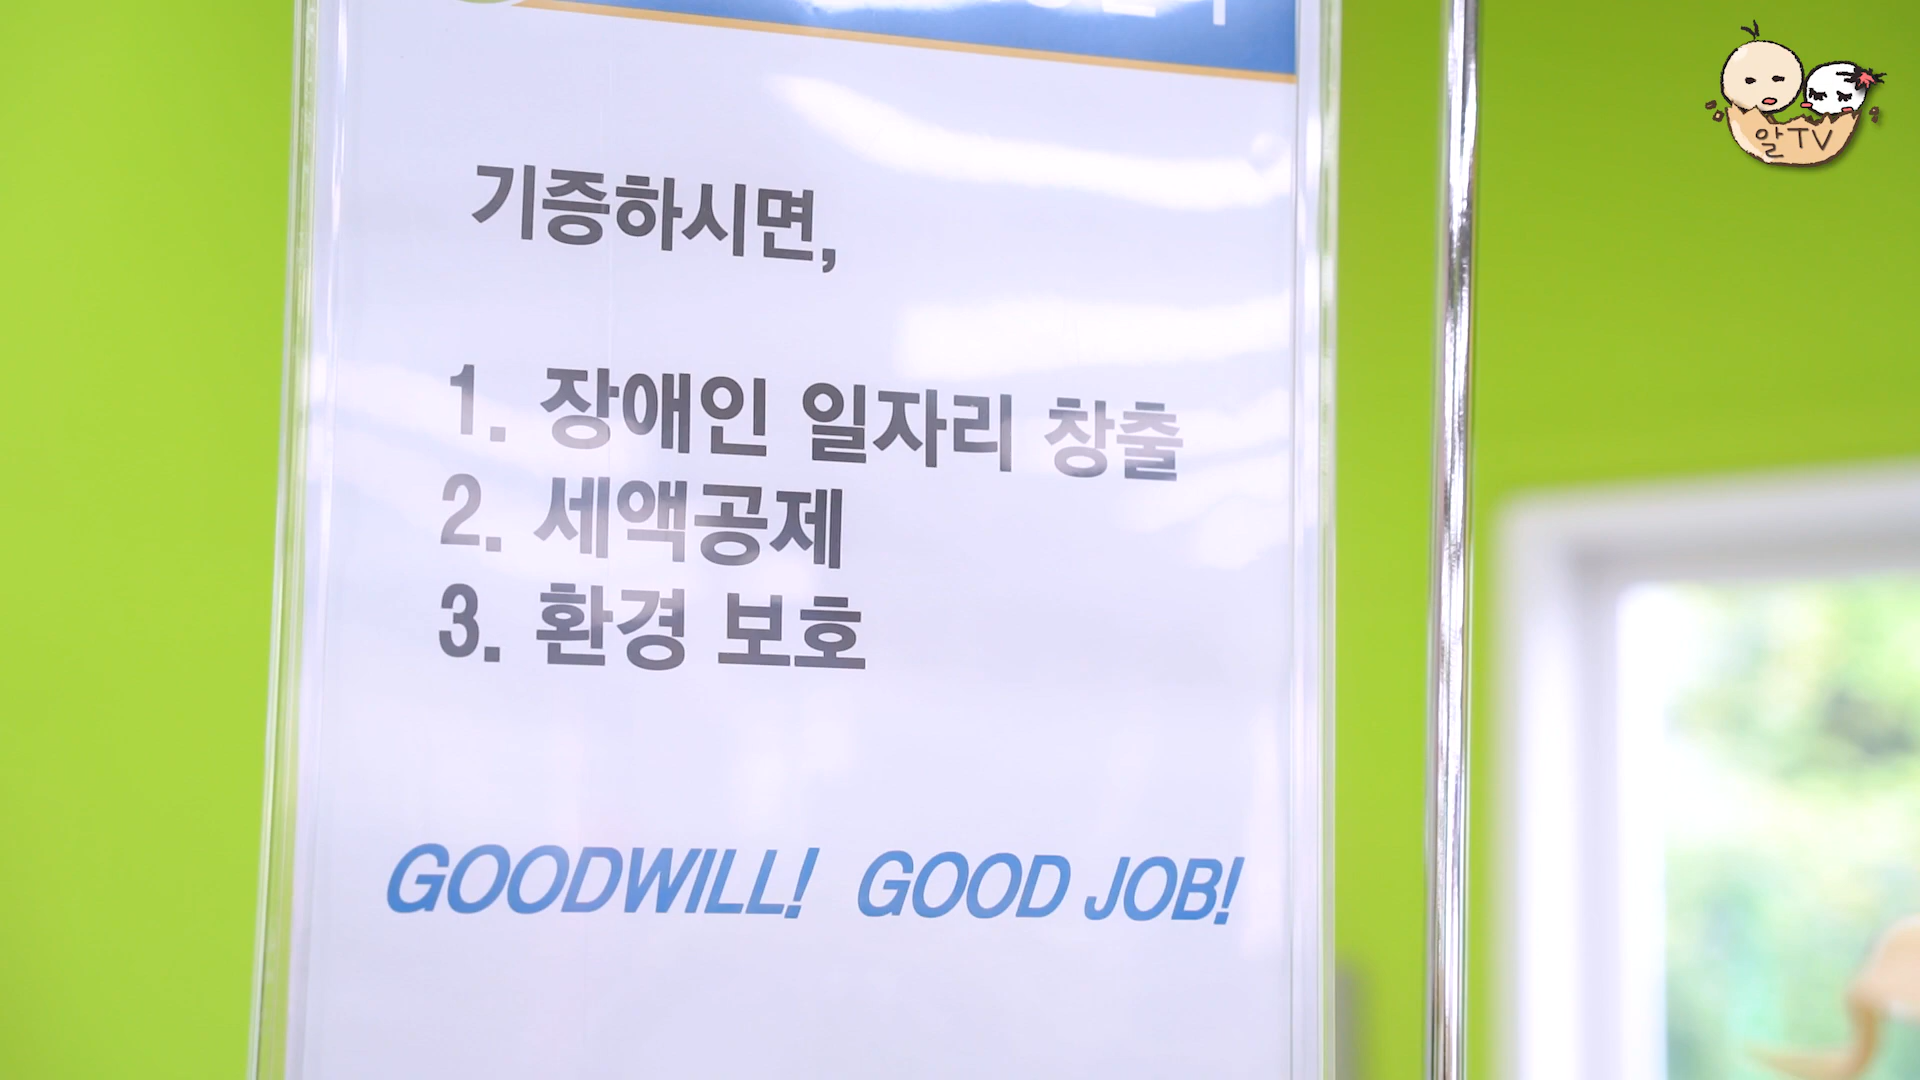 알TV
기증하시면,
1. 장애인 일자리 창출
2. 세액공제
3. 환경 보호
GOODWILL! GOOD JOB!